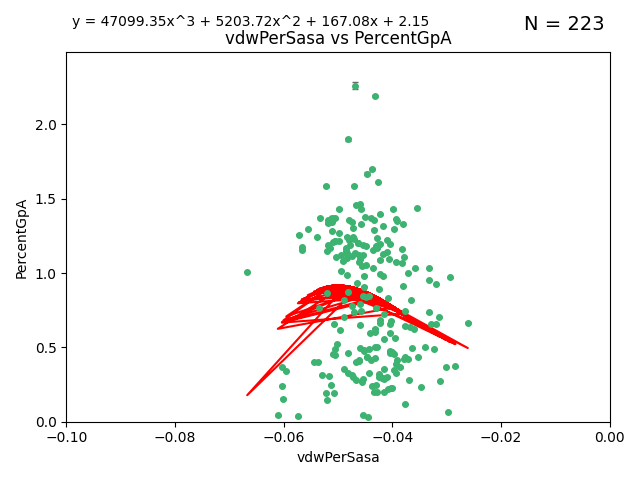 y = 47099.35x^3 + 5203.72x^2 + 167.08x + 2.15
N = 223
vdwPerSasa vs PercentGpA
PercentGpA
2.0
1.5
1.0
0.5
0.0
−0.10 −0.08 −0.06 −0.04 −0.02 0.00
vdwPerSasa